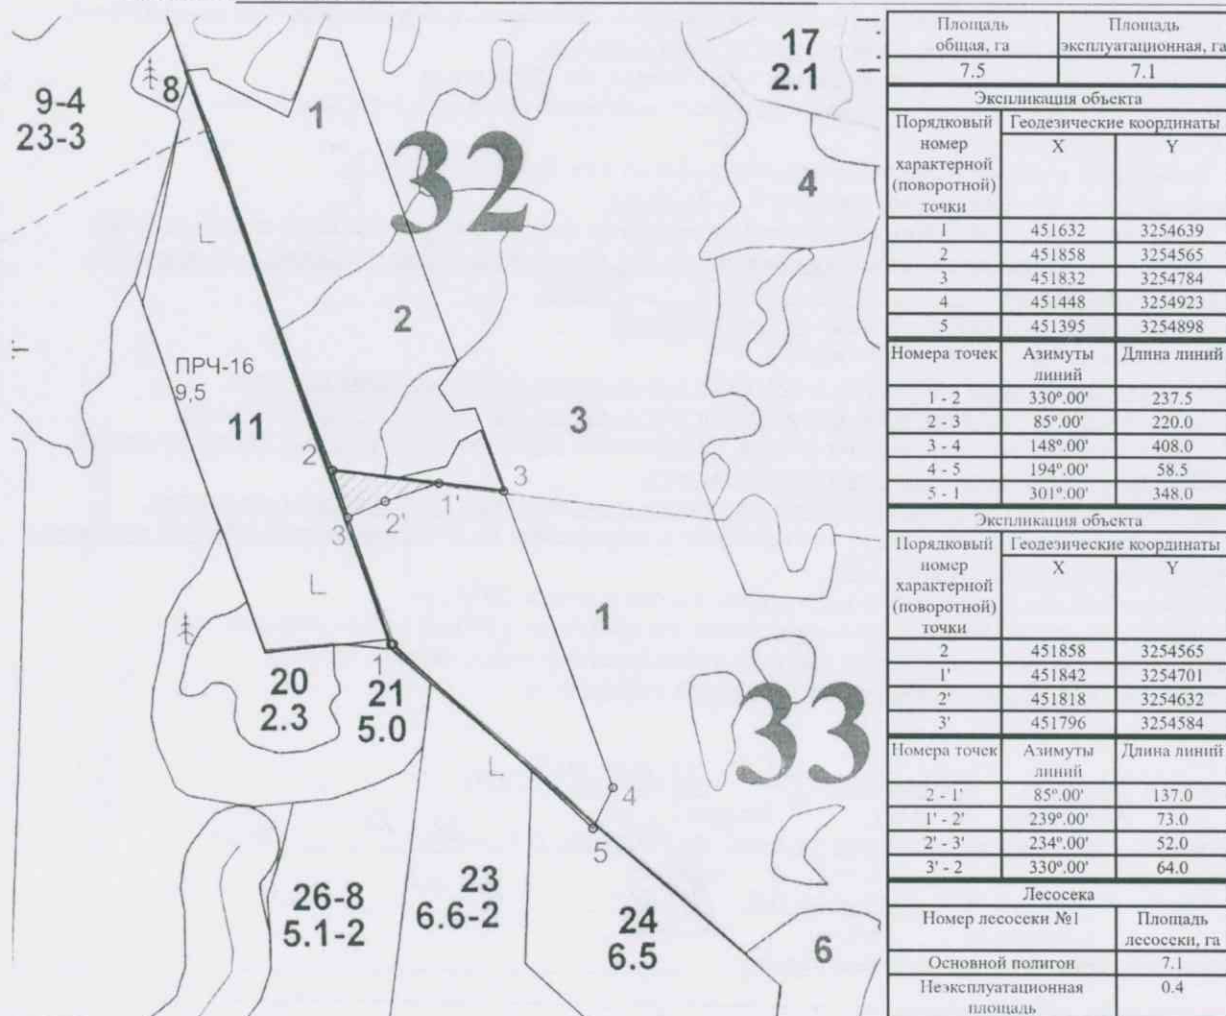 17
2.1
8
9-4
23-3
1
32
4
2
ПРЧ-16
9,5
11
3
2
3
1'
2'
3'
1
1
20
2.3
21
5.0
33
4
5
26-8
5.1-2
23
6.6-2
24
6.5
6
Площадь общая, га | Площадь эксплуатационная, га
7.5 | 7.1
Экспликация объекта
Порядковый номер характерной (поворотной) точки | Геодезические координаты
X | Y
1 | 451632 | 3254639
2 | 451858 | 3254565
3 | 451832 | 3254784
4 | 451448 | 3254923
5 | 451395 | 3254898
Номера точек | Азимуты линий | Длина линий
1 - 2 | 330°.00' | 237.5
2 - 3 | 85°.00' | 220.0
3 - 4 | 148°.00' | 408.0
4 - 5 | 194°.00' | 58.5
5 - 1 | 301°.00' | 348.0
Экспликация объекта
Порядковый номер характерной (поворотной) точки | Геодезические координаты
X | Y
2 | 451858 | 3254565
1' | 451842 | 3254701
2' | 451818 | 3254632
3' | 451796 | 3254584
Номера точек | Азимуты линий | Длина линий
2 - 1' | 85°.00' | 137.0
1' - 2' | 239°.00' | 73.0
2' - 3' | 234°.00' | 52.0
3' - 2 | 330°.00' | 64.0
Лесосека
Номер лесосеки №1 | Площадь лесосеки, га
Основной полигон | 7.1
Неэксплуатационная площадь | 0.4